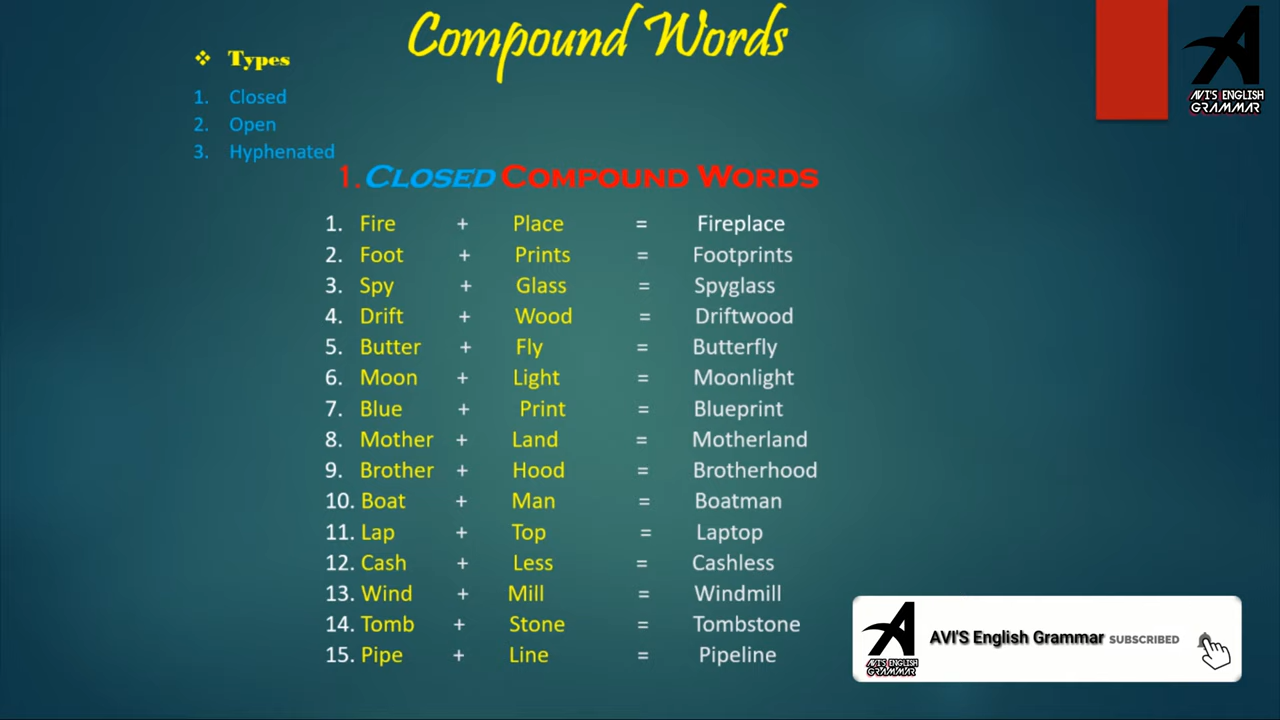 Compound Words
❖ Types
1. Closed
2. Open
3. Hyphenated
1. CLOSED COMPOUND WORDS
1. Fire + Place = Fireplace
2. Foot + Prints = Footprints
3. Spy + Glass = Spyglass
4. Drift + Wood = Driftwood
5. Butter + Fly = Butterfly
6. Moon + Light = Moonlight
7. Blue + Print = Blueprint
8. Mother + Land = Motherland
9. Brother + Hood = Brotherhood
10. Boat + Man = Boatman
11. Lap + Top = Laptop
12. Cash + Less = Cashless
13. Wind + Mill = Windmill
14. Tomb + Stone = Tombstone
15. Pipe + Line = Pipeline
AVI'S ENGLISH
GRAMMAR
AVI'S English Grammar SUBSCRIBED
AVI'S ENGLISH
GRAMMAR